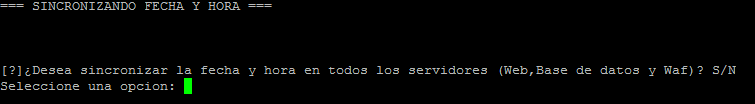 === SINCRONIZANDO FECHA Y HORA ===
[?]¿Desea sincronizar la fecha y hora en todos los servidores (Web,Base de datos y Waf)? S/N
Seleccione una opcion: